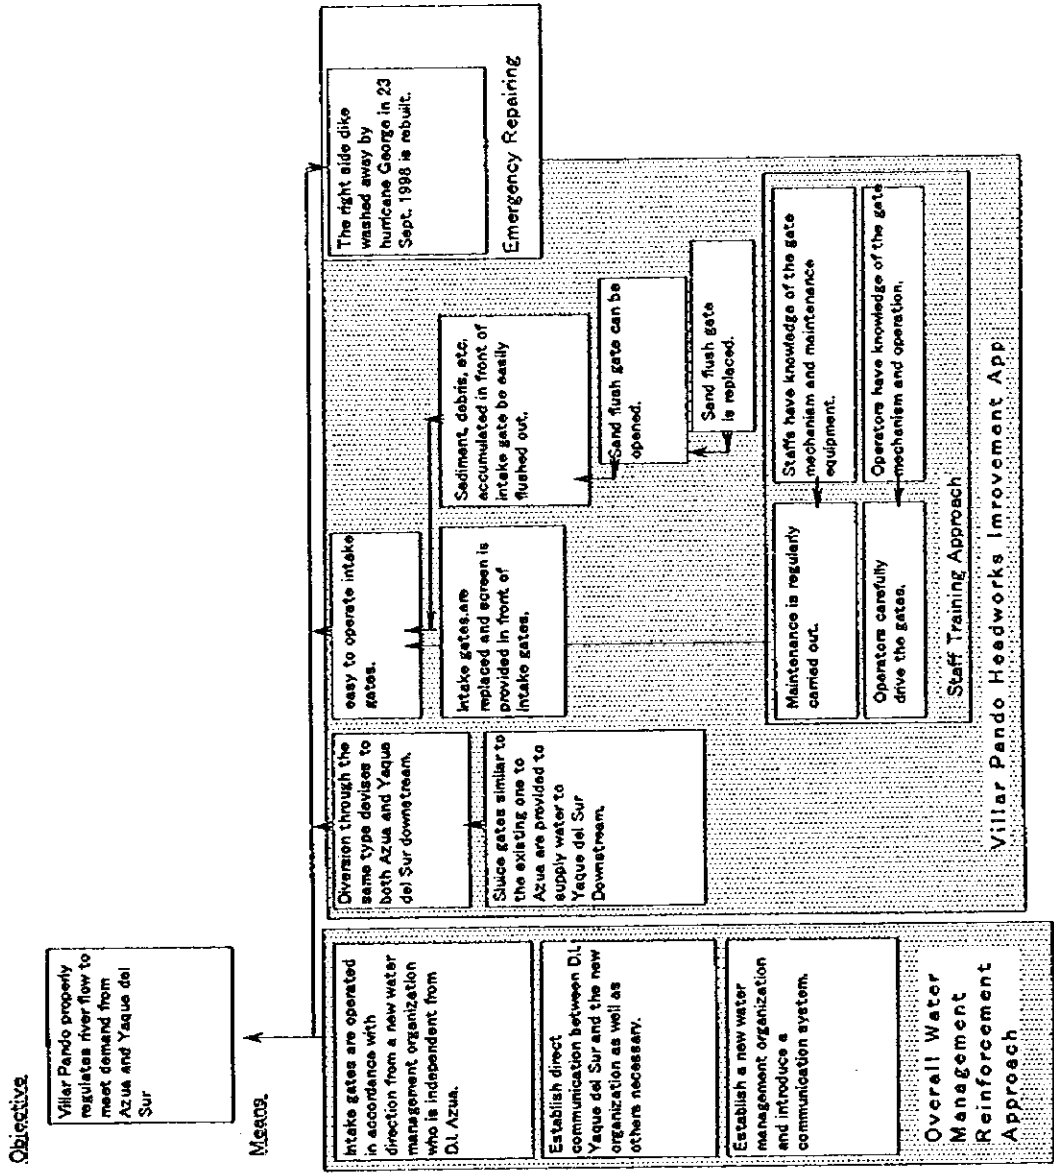 Objective
Villar Pando properly
regulates river flow to
meet demand from
Azua and Yaque del
Sur
Means
Intake gates are operated
in accordance with
direction from a new water
management organization
who is independent from
D.I. Azua.
Establish direct
communication between D.I.
Yaque del Sur and the new
organization as well as
others necessary.
Establish a new water
management organization
and introduce a
communication system.
Overall Water
Management
Reinforcement
Approach
Diversion through the
same type devises to
both Azua and Yaque
del Sur downstream.
Sluice gates similar to
the existing one to
Azua are provided to
supply water to
Yaque del Sur
Downstream.
easy to operate intake
gates.
Intake gates.are
replaced and screen is
provided in front of
Intake gates.
Sediment, debris, etc.
accumulated in front of
intake gate be easily
flushed out.
Sand flush gate can be
opened.
Sand flush gate
is replaced.
Maintenance is regularly
carried out.
Staffs have knowledge of the gate
mechanism and maintenance
equipment.
Operators carefully
drive the gates.
Operators have knowledge of the gate
mechanism and operation.
Staff Training Approach
Villar Pando Headworks Imrovement App
The right side dike
washed away by
hurricane George in 23
Sept. 1998 is rebuilt.
Emergency Repairing